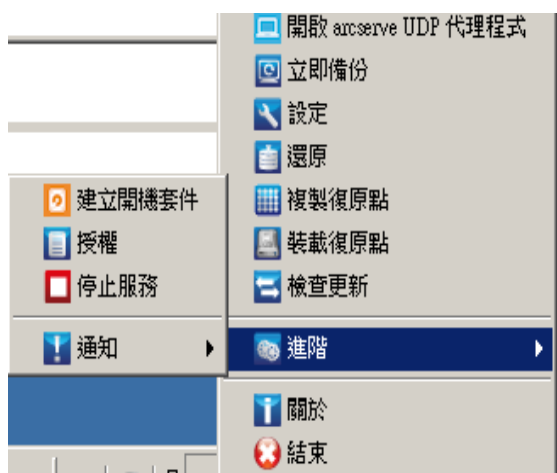 開啟 arcserve UDP 代理程式
立即備份
設定
還原
複製復原點
裝載復原點
檢查更新
進階
關於
結束
建立開機套件
授權
停止服務
通知